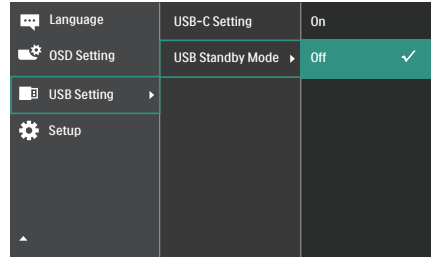 Language
OSD Setting
USB Setting
Setup
USB-C Setting
USB Standby Mode
On
Off